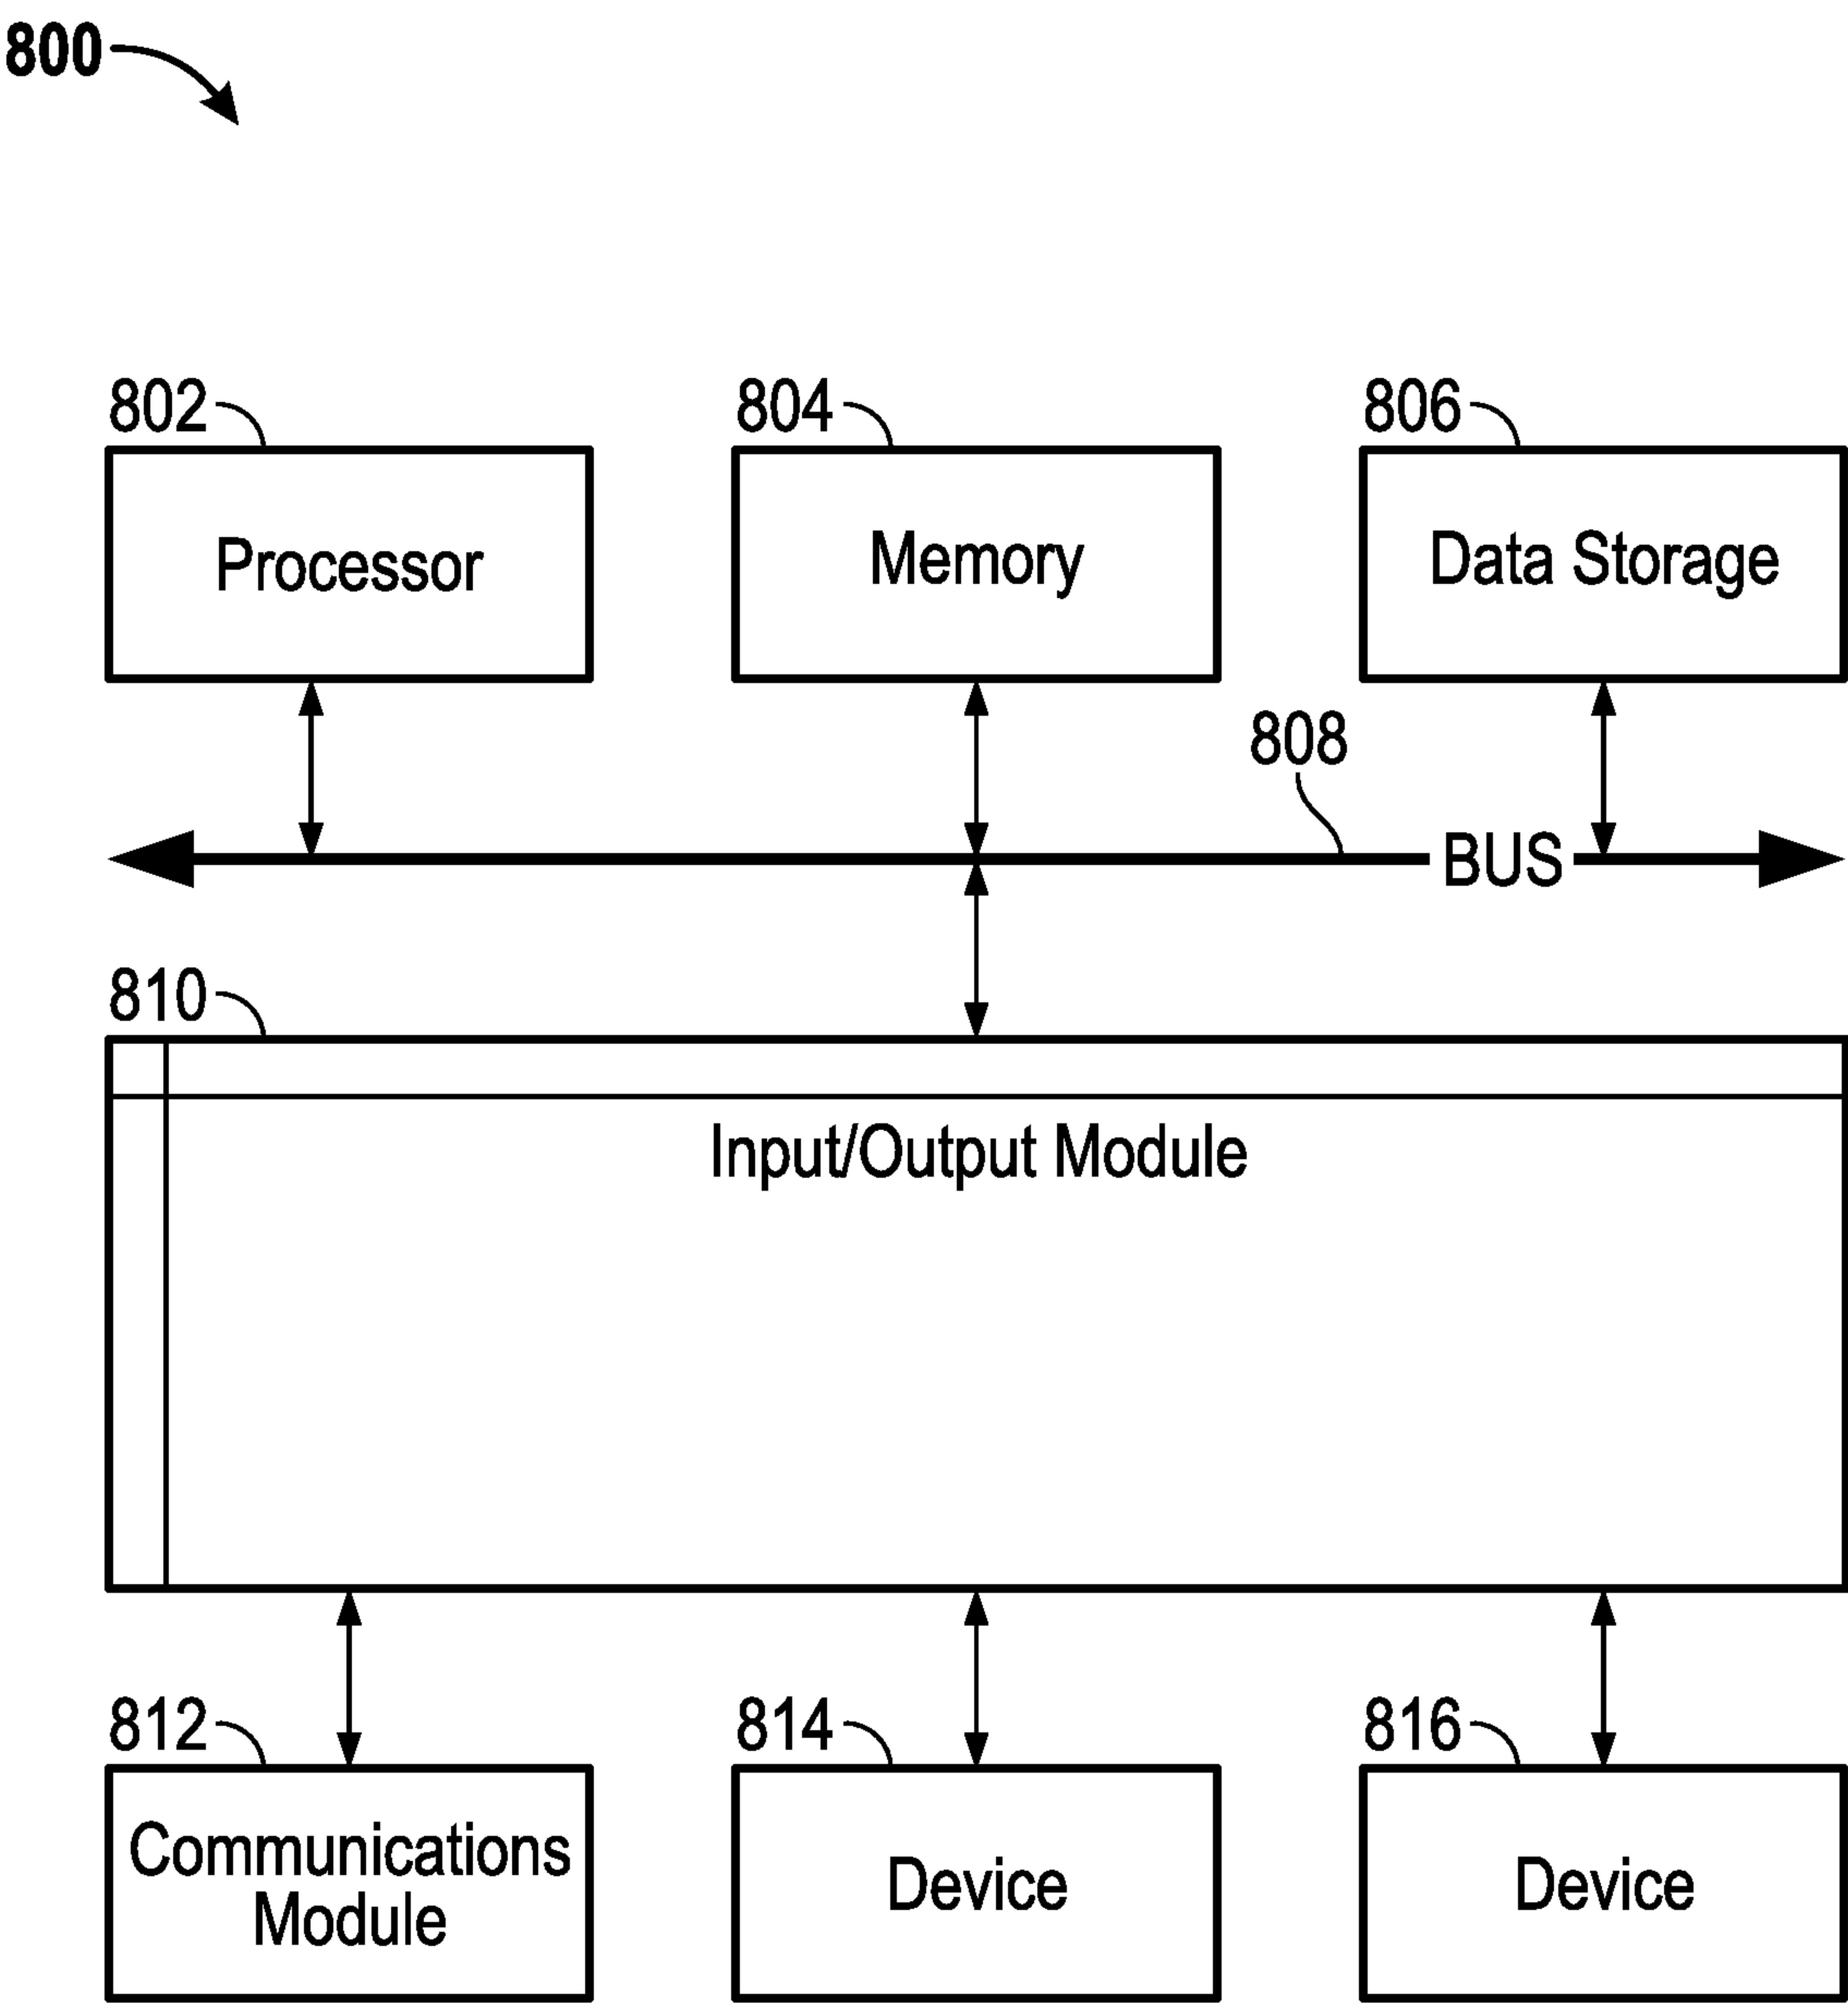 800
802
804
806
Processor
Memory
Data Storage
808
BUS
810
Input/Output Module
812
814
816
Communications
Module
Device
Device